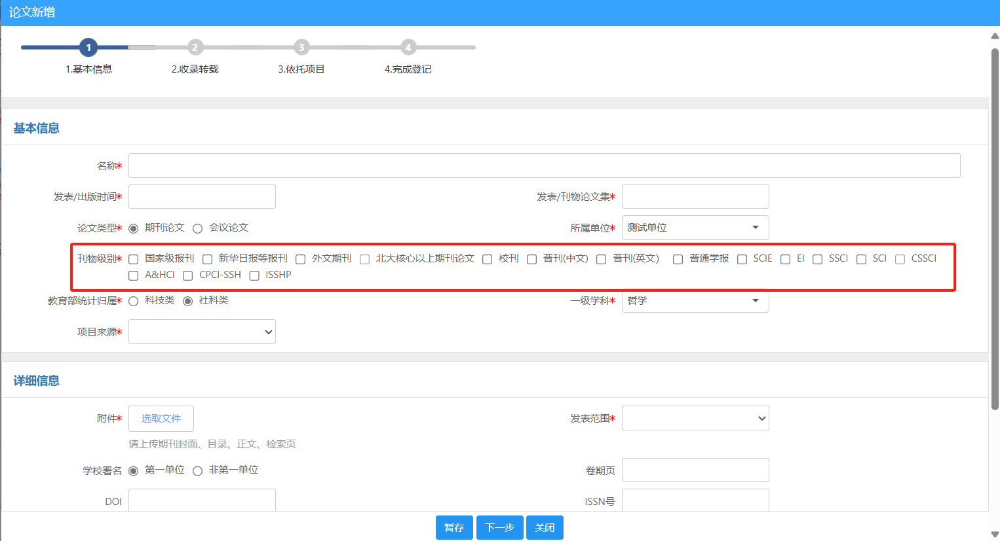 论文新增
1 2 3 4
1.基本信息 2.收录转载 3.依托项目 4.完成登记
基本信息
名称*
发表/出版时间* 发表/刊物论文集*
论文类型* 期刊论文 会议论文 所属单位* 测试单位
刊物级别* 国家级报刊 新华日报等报刊 外文期刊 北大核心以上期刊论文 校刊 普刊(中文) 普刊(英文) 普通学报 SCIE EI SSCI SCI CSSCI
A&HCI CPCI-SSH ISSHP
教育部统计归属* 科技类 社科类 一级学科* 哲学
项目来源*
详细信息
附件* 选取文件 发表范围*
请上传期刊封面、目录、正文、检索页
学校署名 第一单位 非第一单位 卷期页
DOI ISSN号
暂存 下一步 关闭